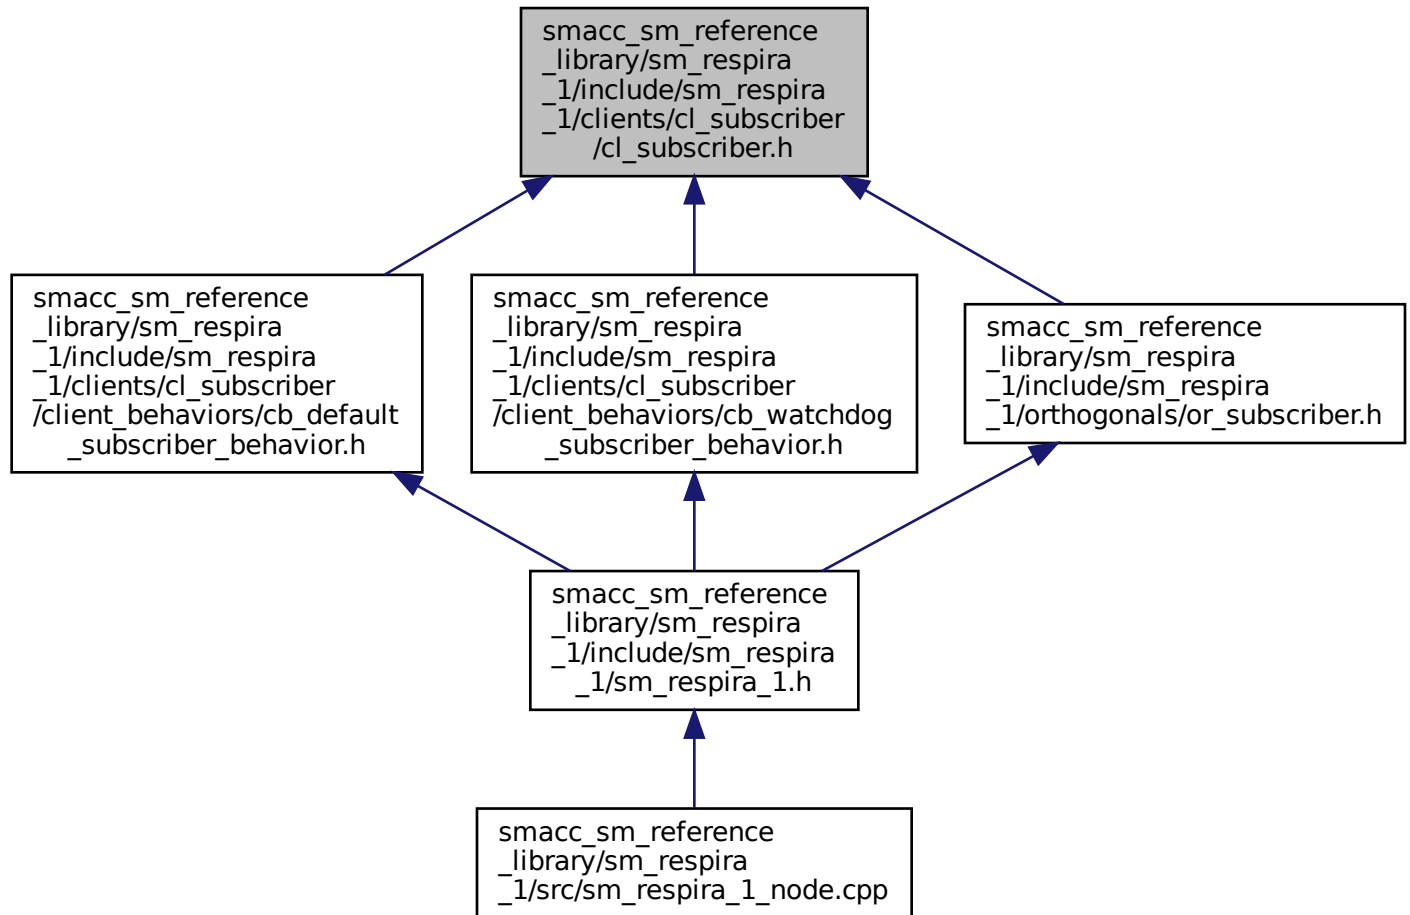 smacc_sm_reference
_library/sm_respira
_1/include/sm_respira
_1/clients/cl_subscriber
/cl_subscriber.h
smacc_sm_reference
_library/sm_respira
_1/include/sm_respira
_1/clients/cl_subscriber
/client_behaviors/cb_default
_subscriber_behavior.h
smacc_sm_reference
_library/sm_respira
_1/include/sm_respira
_1/clients/cl_subscriber
/client_behaviors/cb_watchdog
_subscriber_behavior.h
smacc_sm_reference
_library/sm_respira
_1/include/sm_respira
_1/orthogonals/or_subscriber.h
smacc_sm_reference
_library/sm_respira
_1/include/sm_respira
_1/sm_respira_1.h
smacc_sm_reference
_library/sm_respira
_1/src/sm_respira_1_node.cpp